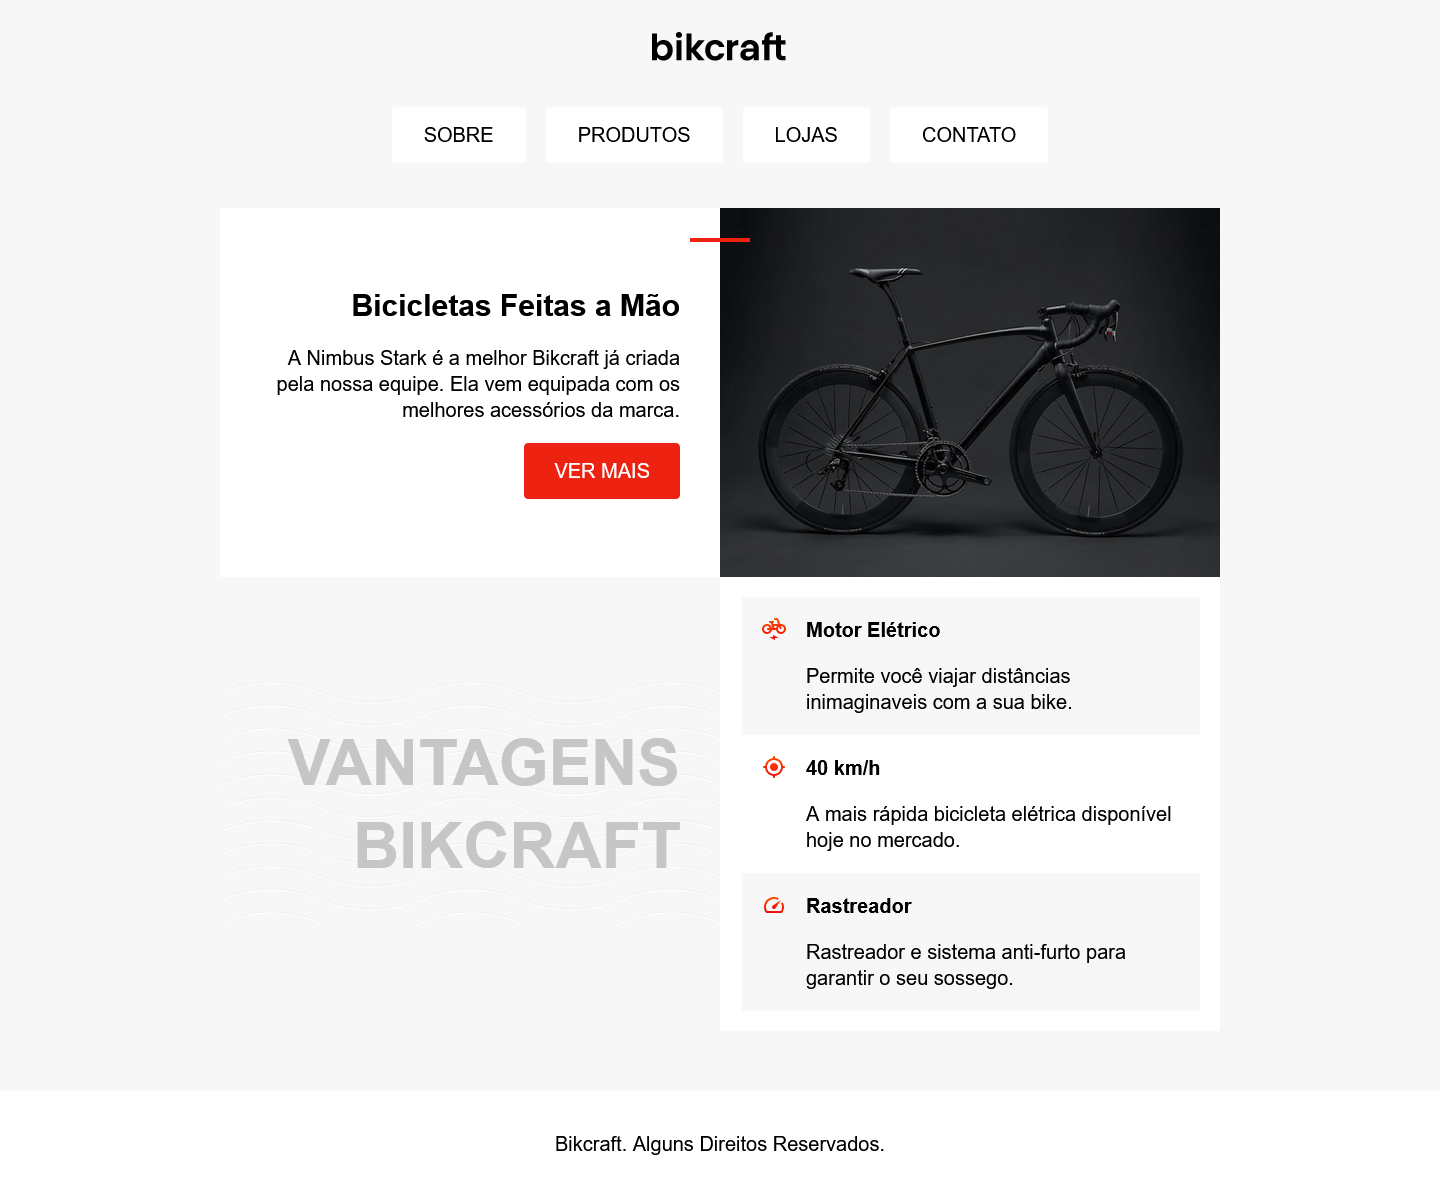 bikcraft
SOBRE
PRODUTOS
LOJAS
CONTATO
Bicicletas Feitas a Mão
A Nimbus Stark é a melhor Bikcraft já criada
pela nossa equipe. Ela vem equipada com os
melhores acessórios da marca.
VER MAIS
VANTAGENS
BIKCRAFT
Motor Elétrico
Permite você viajar distâncias
inimaginaveis com a sua bike.
40 km/h
A mais rápida bicicleta elétrica disponível
hoje no mercado.
Rastreador
Rastreador e sistema anti-furto para
garantir o seu sossego.
Bikcraft. Alguns Direitos Reservados.